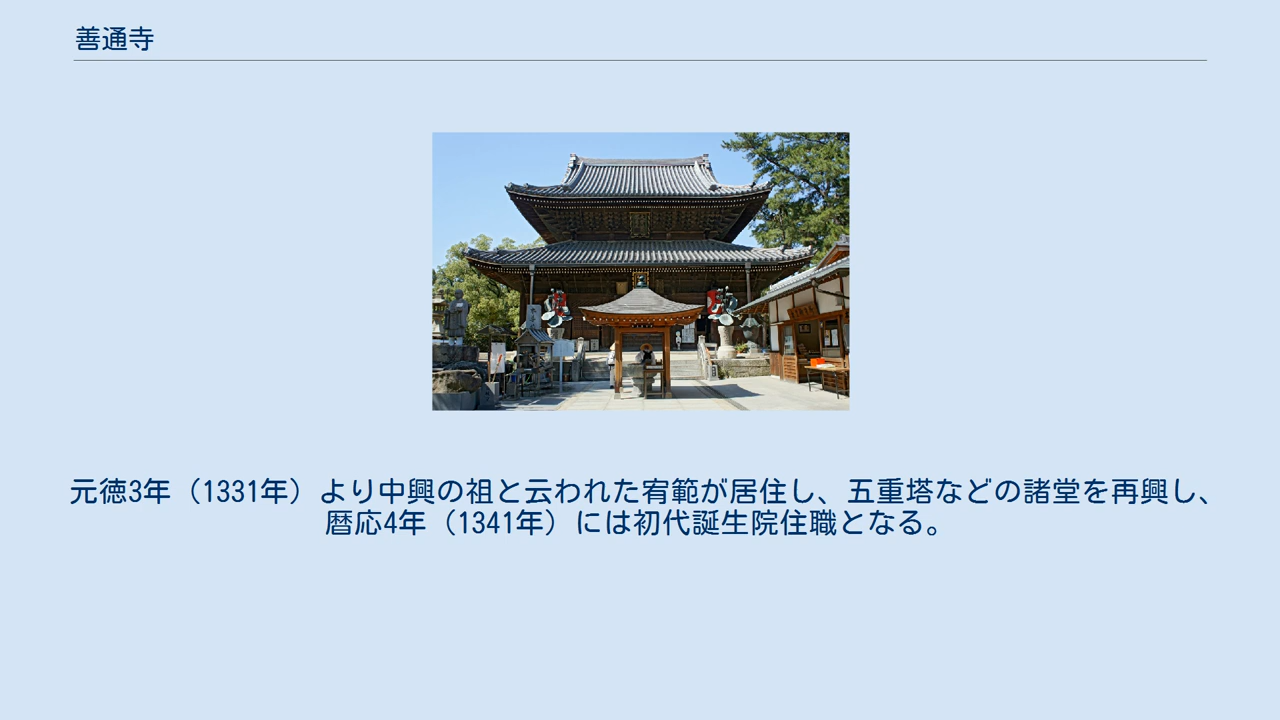 善通寺
元徳3年（1331年）より中興の祖と云われた宥範が居住し、五重塔などの諸堂を再興し、
暦応4年（1341年）には初代誕生院住職となる。